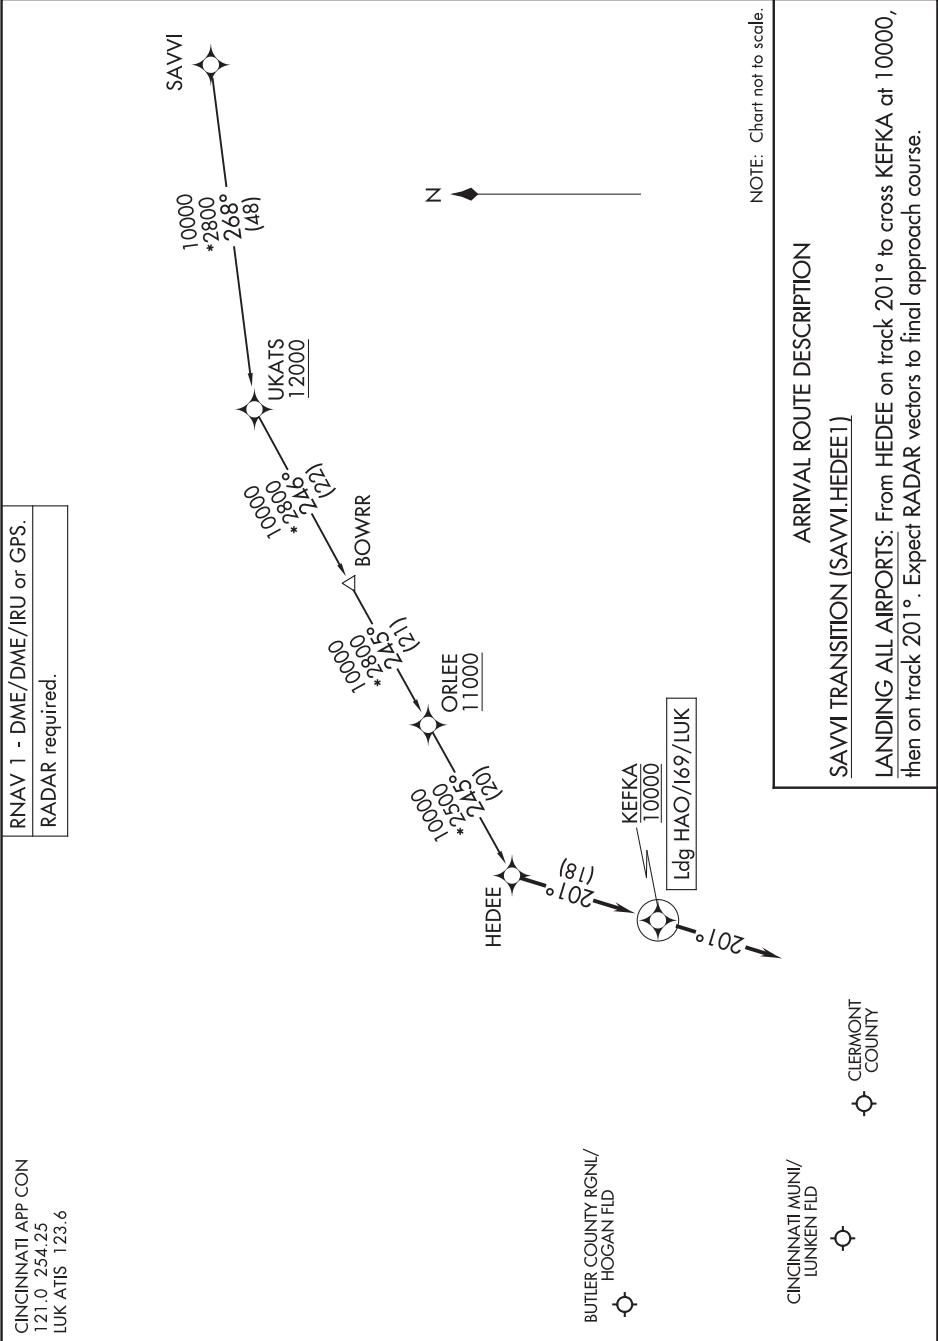 CINCINNATI APP CON
121.0 254.25
LUK ATIS 123.6
RNAV 1 - DME/DME/IRU or GPS.
RADAR required.
SAVVI
10000
*2800
268°
(48)
UKATS
12000
10000
*2800
246°
(22)
BOWRR
10000
*2800
245°
(21)
ORLEE
11000
10000
*2500
245°
(20)
HEDEE
201°
(18)
KEFKA
10000
Ldg HAO/I69/LUK
201°
N
BUTLER COUNTY RGNL/
HOGAN FLD
CINCINNATI MUNI/
LUNKEN FLD
CLERMONT
COUNTY
NOTE: Chart not to scale.
ARRIVAL ROUTE DESCRIPTION
SAVVI TRANSITION (SAVVI.HEDEE1)
LANDING ALL AIRPORTS: From HEDEE on track 201° to cross KEFKA at 10000,
then on track 201°. Expect RADAR vectors to final approach course.